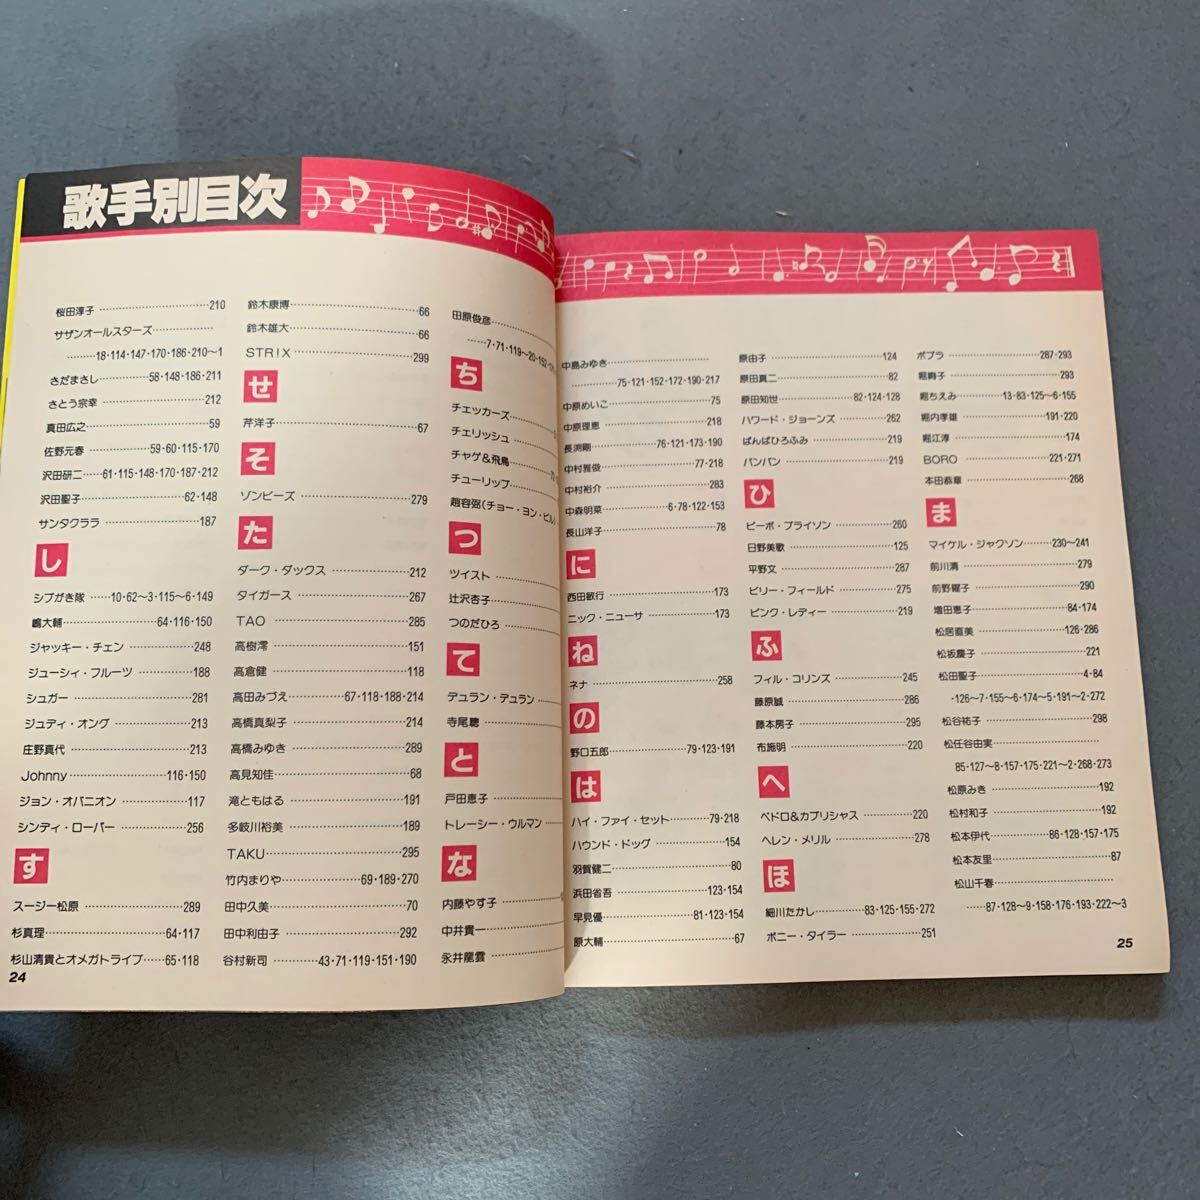 歌手別目次
桜田淳子……210
サザンオールスターズ……
……18·114·147·170·186·210〜1
さだまさし……58·148·186·211
さとう宗幸……212
真田広之……59
佐野元春……59·60·115·170
沢田研二……61·115·148·170·187·212
沢田聖子……62·148
サンタクララ……187
し
シブがき隊……10·62〜3·115〜6·149
嶋大輔……64·116·150
ジャッキー・チェン……248
ジューシィ・フルーツ……188
シュガー……281
ジュディ・オング……213
庄野真代……213
Johnny……116·150
ジョン・オバニオン……117
シンディ・ローパー……256
す
スージー松原……289
杉真理……64·117
杉山清貴とオメガトライブ……65·118
24
鈴木康博……66
鈴木雄大……66
STR!X……299
せ
芹洋子……67
そ
ゾンビーズ……279
た
ダーク・ダックス……212
タイガース……267
TAO……285
高樹澪……151
高倉健……118
高田みづえ……67·118·188·214
高橋真梨子……214
高橋みゆき……289
高見知佳……68
滝ともはる……191
多岐川裕美……189
TAKU……295
竹内まりや……69·189·270
田中久美……70
田中利由子……292
谷村新司……43·71·119·151·190
田原俊彦……
……7·71·119〜20·152
ち
チェッカーズ……
チェリッシュ……
チャゲ&飛鳥……
チューリップ……
趙容弼(チョー・ヨン・ピル)
つ
ツイスト……
辻沢杏子……
つのだひろ……
て
デュラン・デュラン……
寺尾聰……
と
戸田恵子……
トレーシー・ウルマン……
な
内藤やす子……
中井貴一……
永井龍雲……
中島みゆき……
……75·121·152·172·190·217
中原めいこ……75
中原理恵……218
長渕剛……76·121·173·190
中村雅俊……77·218
中村裕介……283
中森明菜……6·78·122·153
長山洋子……78
に
西田敏行……173
ニック・ニューサ……173
ね
ネナ……258
の
野口五郎……79·123·191
は
ハイ・ファイ・セット……79·218
ハウンド・ドッグ……154
羽賀健二……80
浜田省吾……123·154
早見優……81·123·154
原大輔……67
原由子……124
原田真二……82
原田知世……82·124·128
ハワード・ジョーンズ……262
ばんばひろふみ……219
バンバン……219
ひ
ピーボ・ブライソン……260
日野美歌……125
平野文……287
ビリー・フィールド……275
ピンク・レディー……219
ふ
フィル・コリンズ……245
藤原誠……286
藤本房子……295
布施明……220
へ
ペドロ&カプリシャス……220
ヘレン・メリル……278
ほ
細川たかし……83·125·155·272
ボニー・タイラー……251
ポプラ……287·293
堀絢子……293
堀ちえみ……13·83·125〜6·155
堀内孝雄……191·220
堀江淳……174
BORO……221·271
本田恭章……268
ま
マイケル・ジャクソン……230〜241
前川清……279
前野曜子……290
増田恵子……84·174
松居直美……126·286
松坂慶子……221
松田聖子……4·84
·126〜7·155〜6·174〜5·191〜2·272
松谷祐子……298
松任谷由実……
85·127〜8·157·175·221〜2·268·273
松原みき……192
松村和子……192
松本伊代……86·128·157·175
松本友里……87
松山千春……
……87·128〜9·158·176·193·222〜3
25